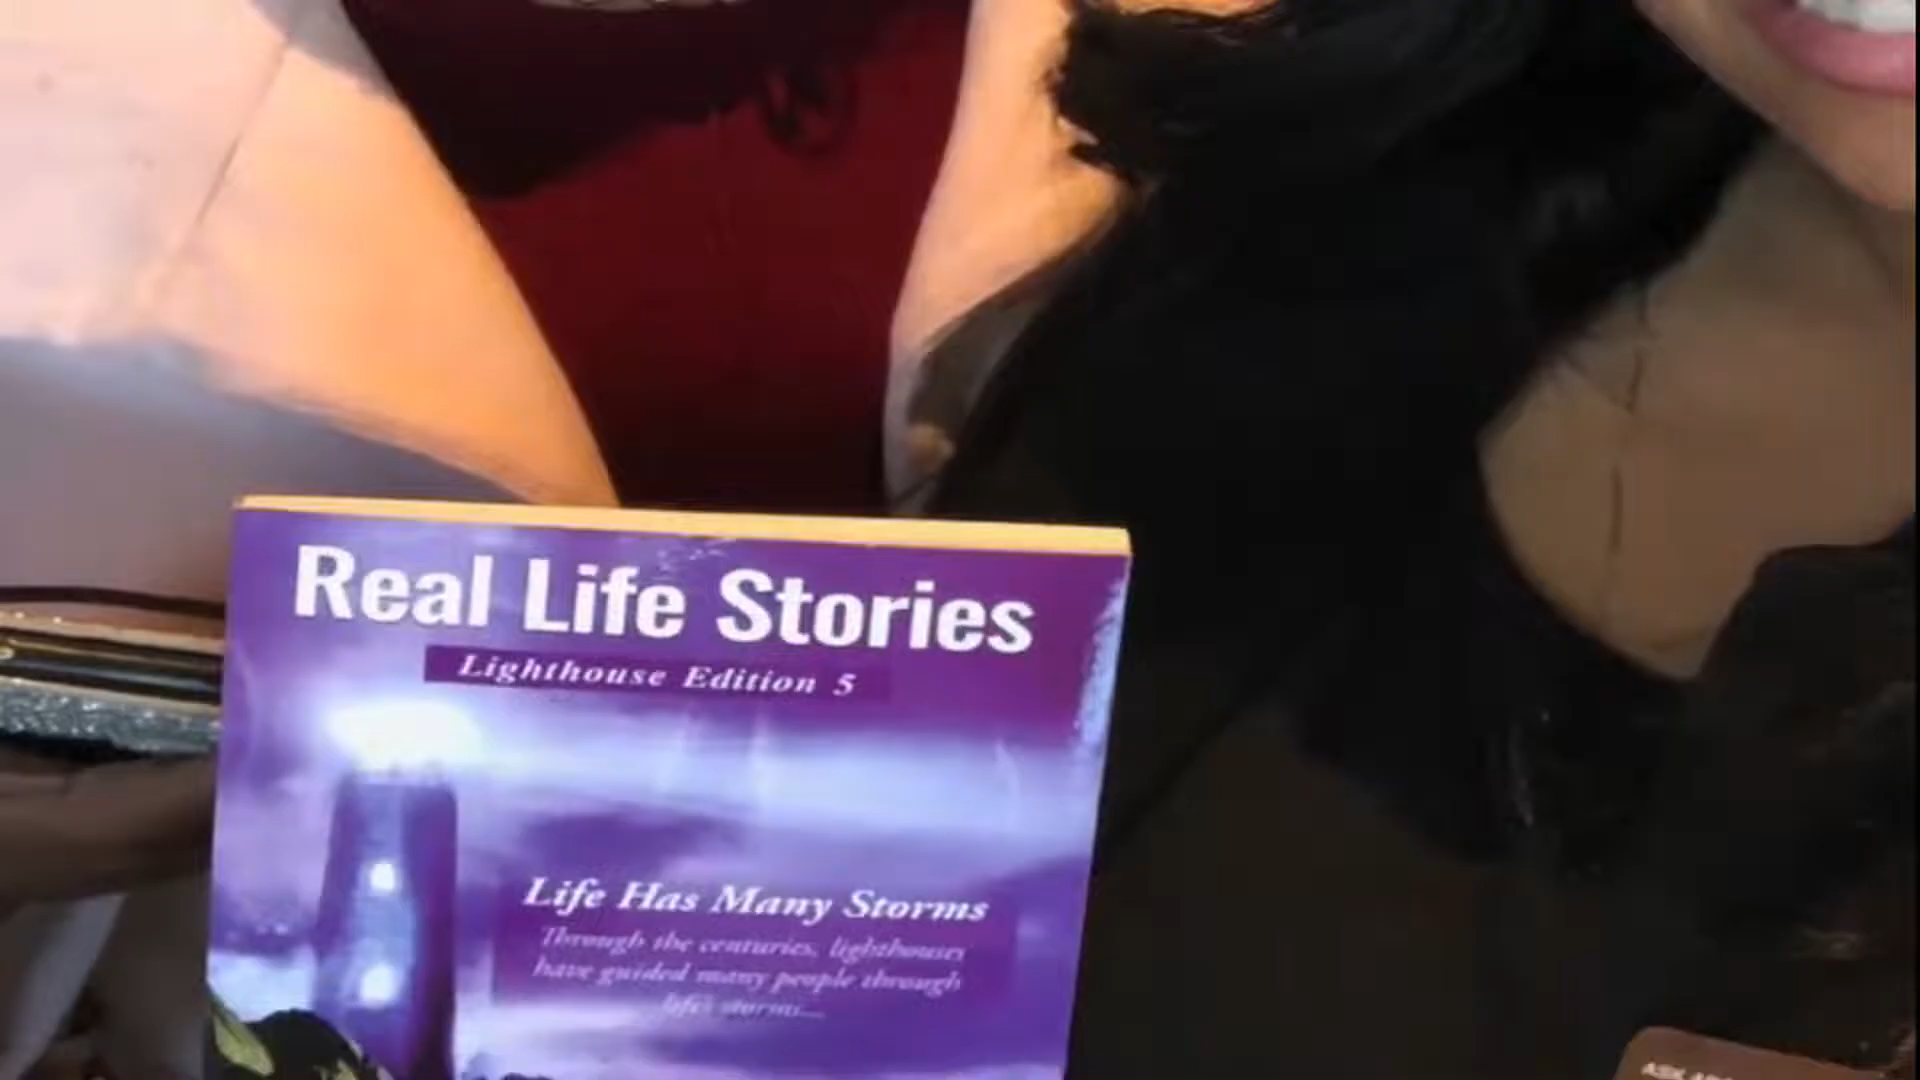 Real Life Stories
Lighthouse Edition 5
Life Has Many Storms
Through the centuries, lighthouses
have guided many people through
life's storms...
ASK